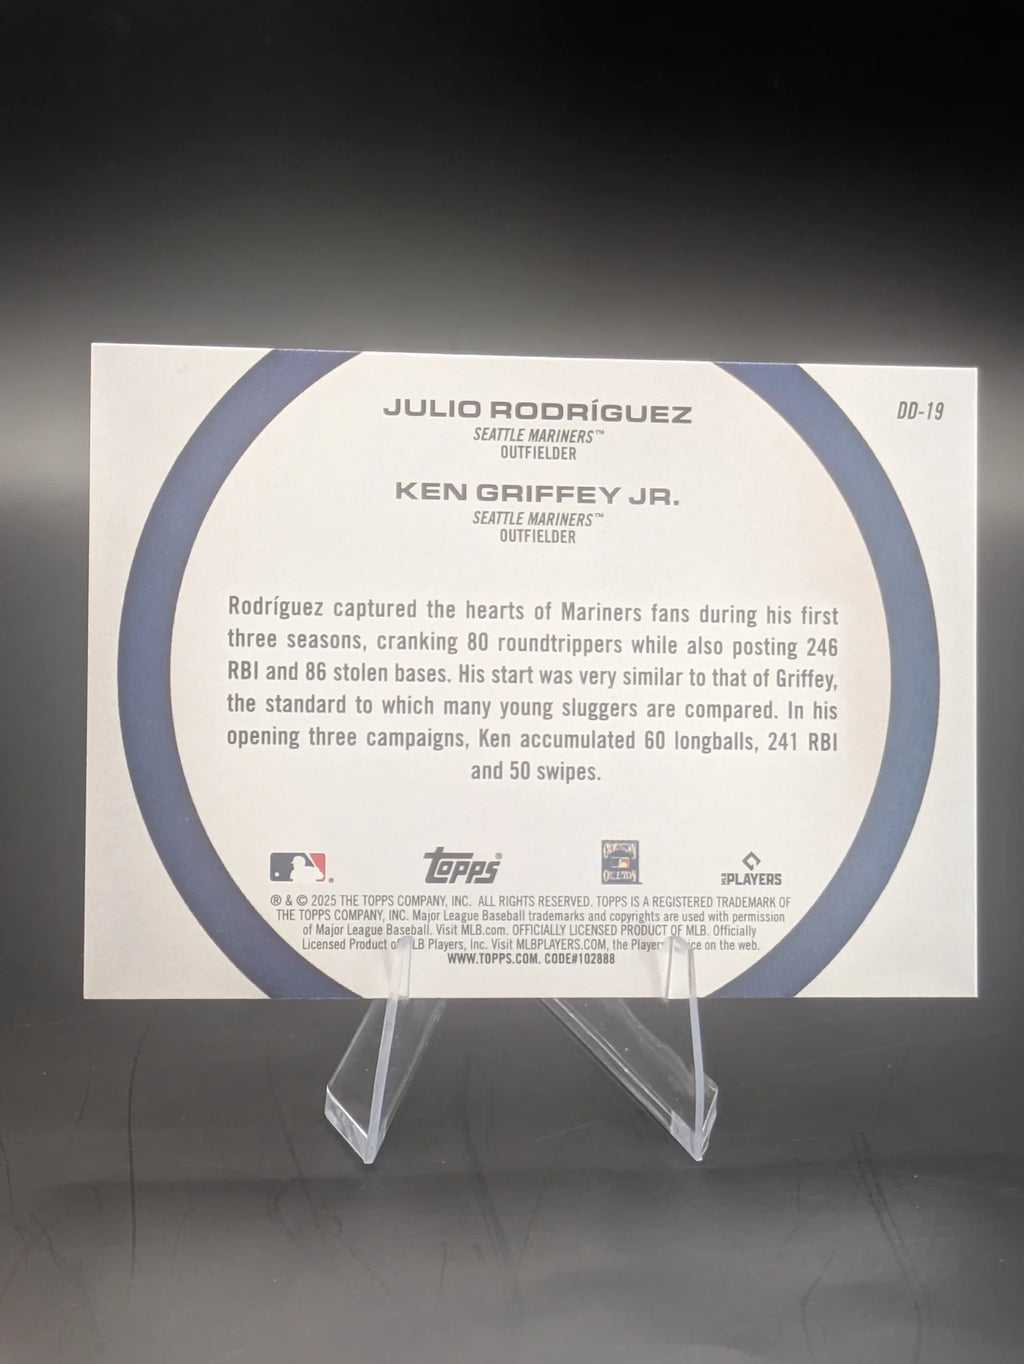 DD-19
JULIO RODRÍGUEZ
SEATTLE MARINERS™
OUTFIELDER
KEN GRIFFEY JR.
SEATTLE MARINERS™
OUTFIELDER
Rodríguez captured the hearts of Mariners fans during his first
three seasons, cranking 80 roundtrippers while also posting 246
RBI and 86 stolen bases. His start was very similar to that of Griffey,
the standard to which many young sluggers are compared. In his
opening three campaigns, Ken accumulated 60 longballs, 241 RBI
and 50 swipes.
topps®
MLB PLAYERS
® & © 2025 THE TOPPS COMPANY, INC. ALL RIGHTS RESERVED. TOPPS IS A REGISTERED TRADEMARK OF
THE TOPPS COMPANY, INC. Major League Baseball trademarks and copyrights are used with permission
of Major League Baseball. Visit MLB.com. OFFICIALLY LICENSED PRODUCT OF MLB. Officially
Licensed Product of LB Players, Inc. Visit MLBPLAYERS.COM, the Player ice on the web.
WWW.TOPPS.COM. CODE#102888